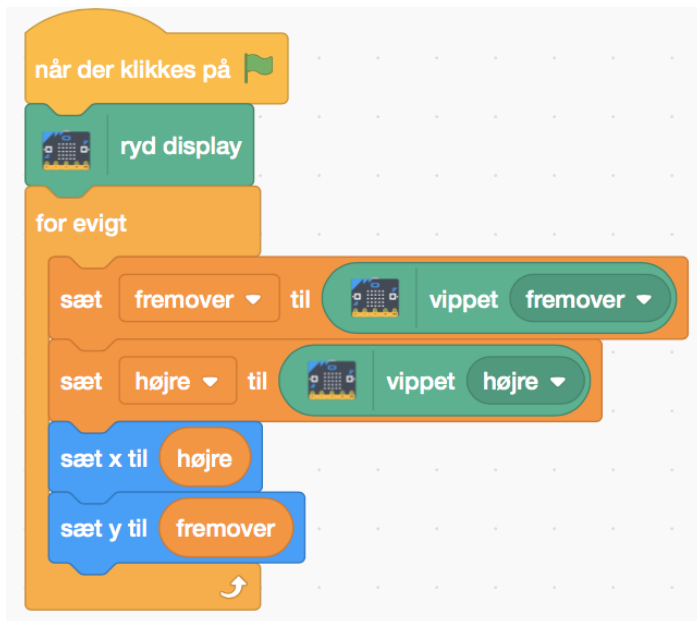 når der klikkes på
ryd display
for evigt
sæt fremover til vippet fremover
sæt højre til vippet højre
sæt x til højre
sæt y til fremover